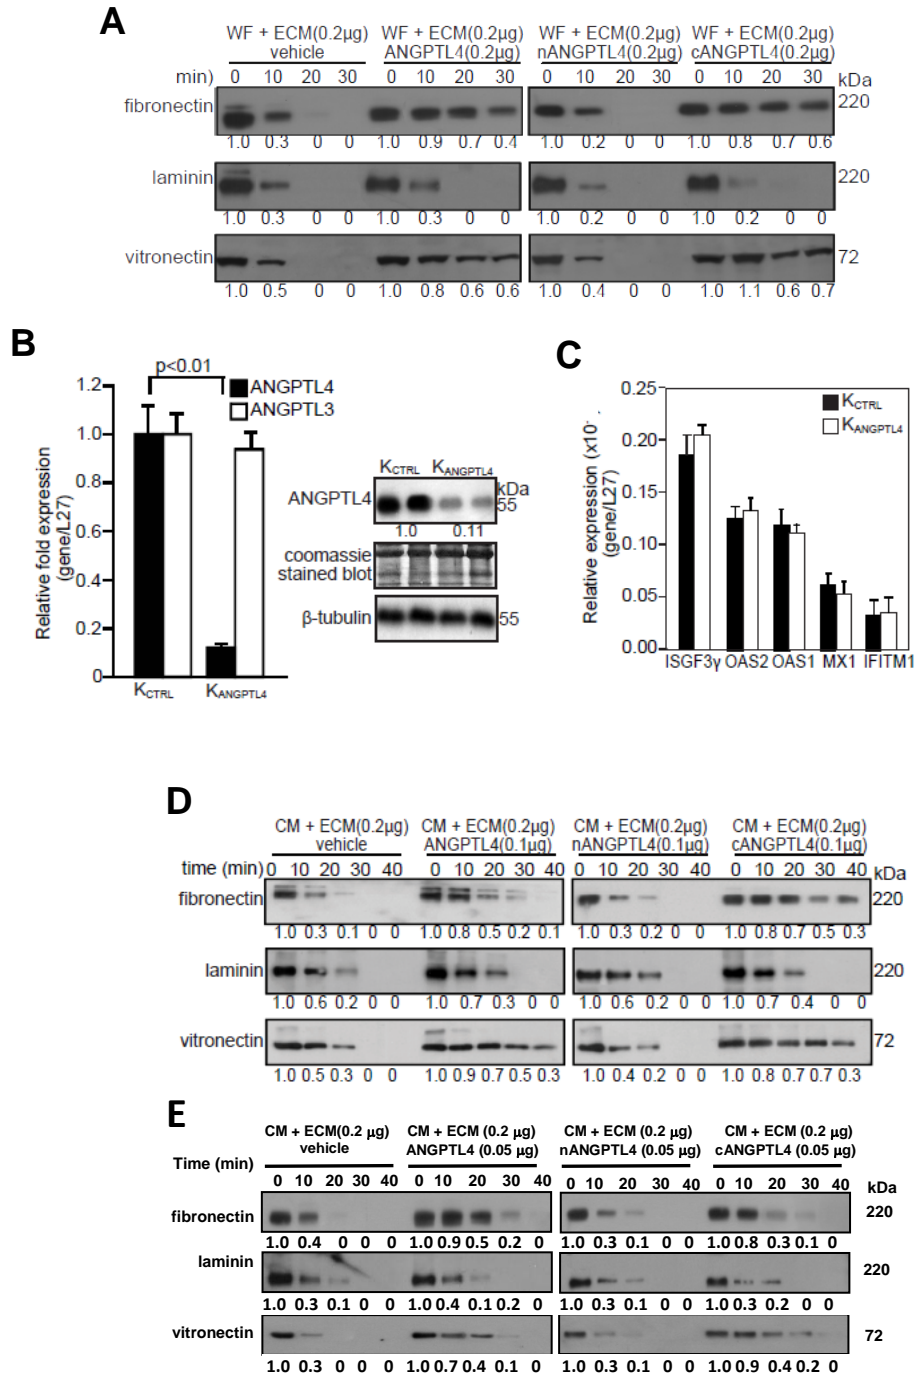 A
WF + ECM(0.2µg) WF + ECM(0.2µg) WF + ECM(0.2µg) WF + ECM(0.2µg)
vehicle ANGPTL4(0.2µg) nANGPTL4(0.2µg) cANGPTL4(0.2µg)
min) 0 10 20 30 0 10 20 30 0 10 20 30 0 10 20 30 kDa
fibronectin 220
1.0 0.3 0 0 1.0 0.9 0.7 0.4 1.0 0.2 0 0 1.0 0.8 0.7 0.6
laminin 220
1.0 0.3 0 0 1.0 0.3 0 0 1.0 0.2 0 0 1.0 0.2 0 0
vitronectin 72
1.0 0.5 0 0 1.0 0.8 0.6 0.6 1.0 0.4 0 0 1.0 1.1 0.6 0.7
B
p<0.01
ANGPTL4
ANGPTL3
Relative fold expression
(gene/L27)
1.2
1.0
0.8
0.6
0.4
0.2
0
KCTRL KANGPTL4
KCTRL KANGPTL4
kDa
ANGPTL4 55
1.0 0.11
coomassie
stained blot
β-tubulin 55
C
KCTRL
KANGPTL4
Relative expression (x10- .
(gene/L27)
0.25
0.20
0.15
0.10
0.05
0.00
ISGF3γ OAS2 OAS1 MX1 IFITM1
D
CM + ECM(0.2µg) CM + ECM(0.2µg) CM + ECM(0.2µg) CM + ECM(0.2µg)
vehicle ANGPTL4(0.1µg) nANGPTL4(0.1µg) cANGPTL4(0.1µg)
time (min) 0 10 20 30 40 0 10 20 30 40 0 10 20 30 40 0 10 20 30 40 kDa
fibronectin 220
1.0 0.3 0.1 0 0 1.0 0.8 0.5 0.2 0.1 1.0 0.3 0.2 0 0 1.0 0.8 0.7 0.5 0.3
laminin 220
1.0 0.6 0.2 0 0 1.0 0.7 0.3 0 0 1.0 0.6 0.2 0 0 1.0 0.7 0.4 0 0
vitronectin 72
1.0 0.5 0.3 0 0 1.0 0.9 0.7 0.5 0.3 1.0 0.4 0.2 0 0 1.0 0.8 0.7 0.7 0.3
E
CM + ECM(0.2 µg) CM + ECM (0.2 µg) CM + ECM (0.2 µg) CM + ECM (0.2 µg)
vehicle ANGPTL4 (0.05 µg) nANGPTL4 (0.05 µg) cANGPTL4 (0.05 µg)
Time (min) 0 10 20 30 40 0 10 20 30 40 0 10 20 30 40 0 10 20 30 40 kDa
fibronectin 220
1.0 0.4 0 0 0 1.0 0.9 0.5 0.2 0 1.0 0.3 0.1 0 0 1.0 0.8 0.3 0.1 0
laminin 220
1.0 0.3 0.1 0 0 1.0 0.4 0.1 0.2 0 1.0 0.3 0.1 0 0 1.0 0.3 0.2 0 0
vitronectin 72
1.0 0.3 0 0 0 1.0 0.7 0.4 0.1 0 1.0 0.3 0.1 0 0 1.0 0.9 0.4 0.2 0